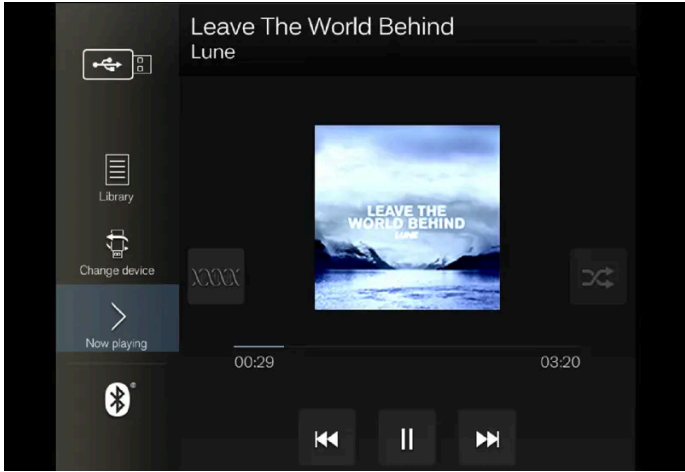 Leave The World Behind
Lune
Library
Change device
Now playing
LEAVE THE
WORLD BEHIND
LUNE
00:29
03:20